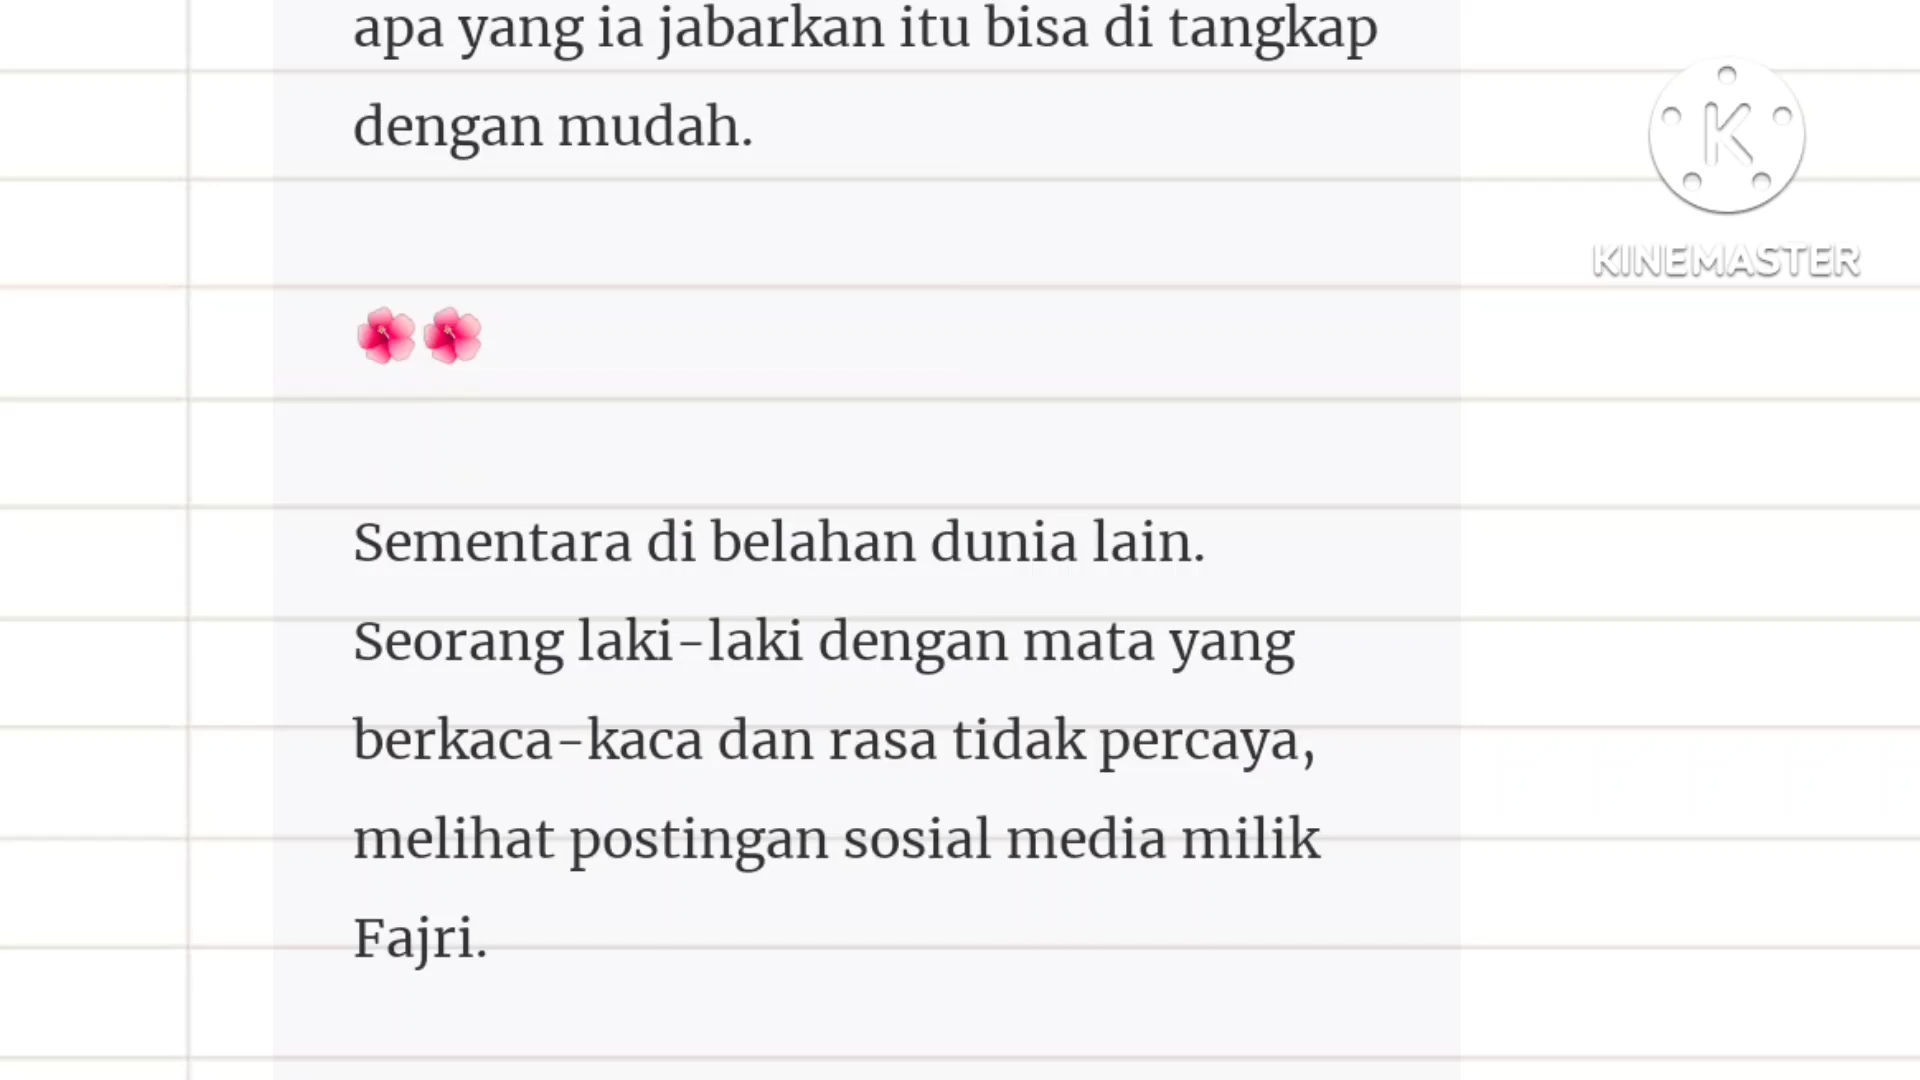 apa yang ia jabarkan itu bisa di tangkap
dengan mudah.
K
KINEMASTER
🌺🌺
Sementara di belahan dunia lain.
Seorang laki-laki dengan mata yang
berkaca-kaca dan rasa tidak percaya,
melihat postingan sosial media milik
Fajri.